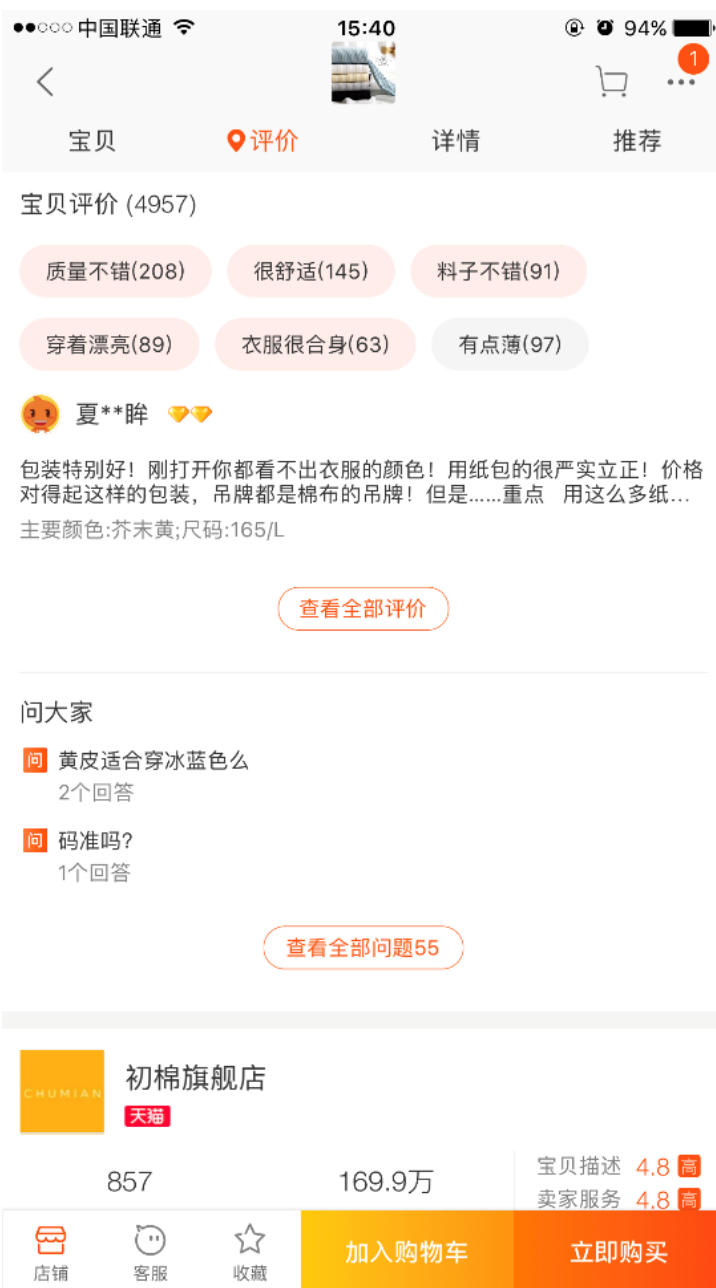 中国联通 15:40 94%
1
宝贝 评价 详情 推荐
宝贝评价 (4957)
质量不错(208) 很舒适(145) 料子不错(91)
穿着漂亮(89) 衣服很合身(63) 有点薄(97)
夏**眸
包装特别好！刚打开你都看不出衣服的颜色！用纸包的很严实立正！价格
对得起这样的包装，吊牌都是棉布的吊牌！但是……重点 用这么多纸…
主要颜色:芥末黄;尺码:165/L
查看全部评价
问大家
问 黄皮适合穿冰蓝色么
2个回答
问 码准吗?
1个回答
查看全部问题55
CHUMIAN
初棉旗舰店
天猫
857 169.9万
宝贝描述 4.8 高
卖家服务 4.8 高
店铺 客服 收藏 加入购物车 立即购买